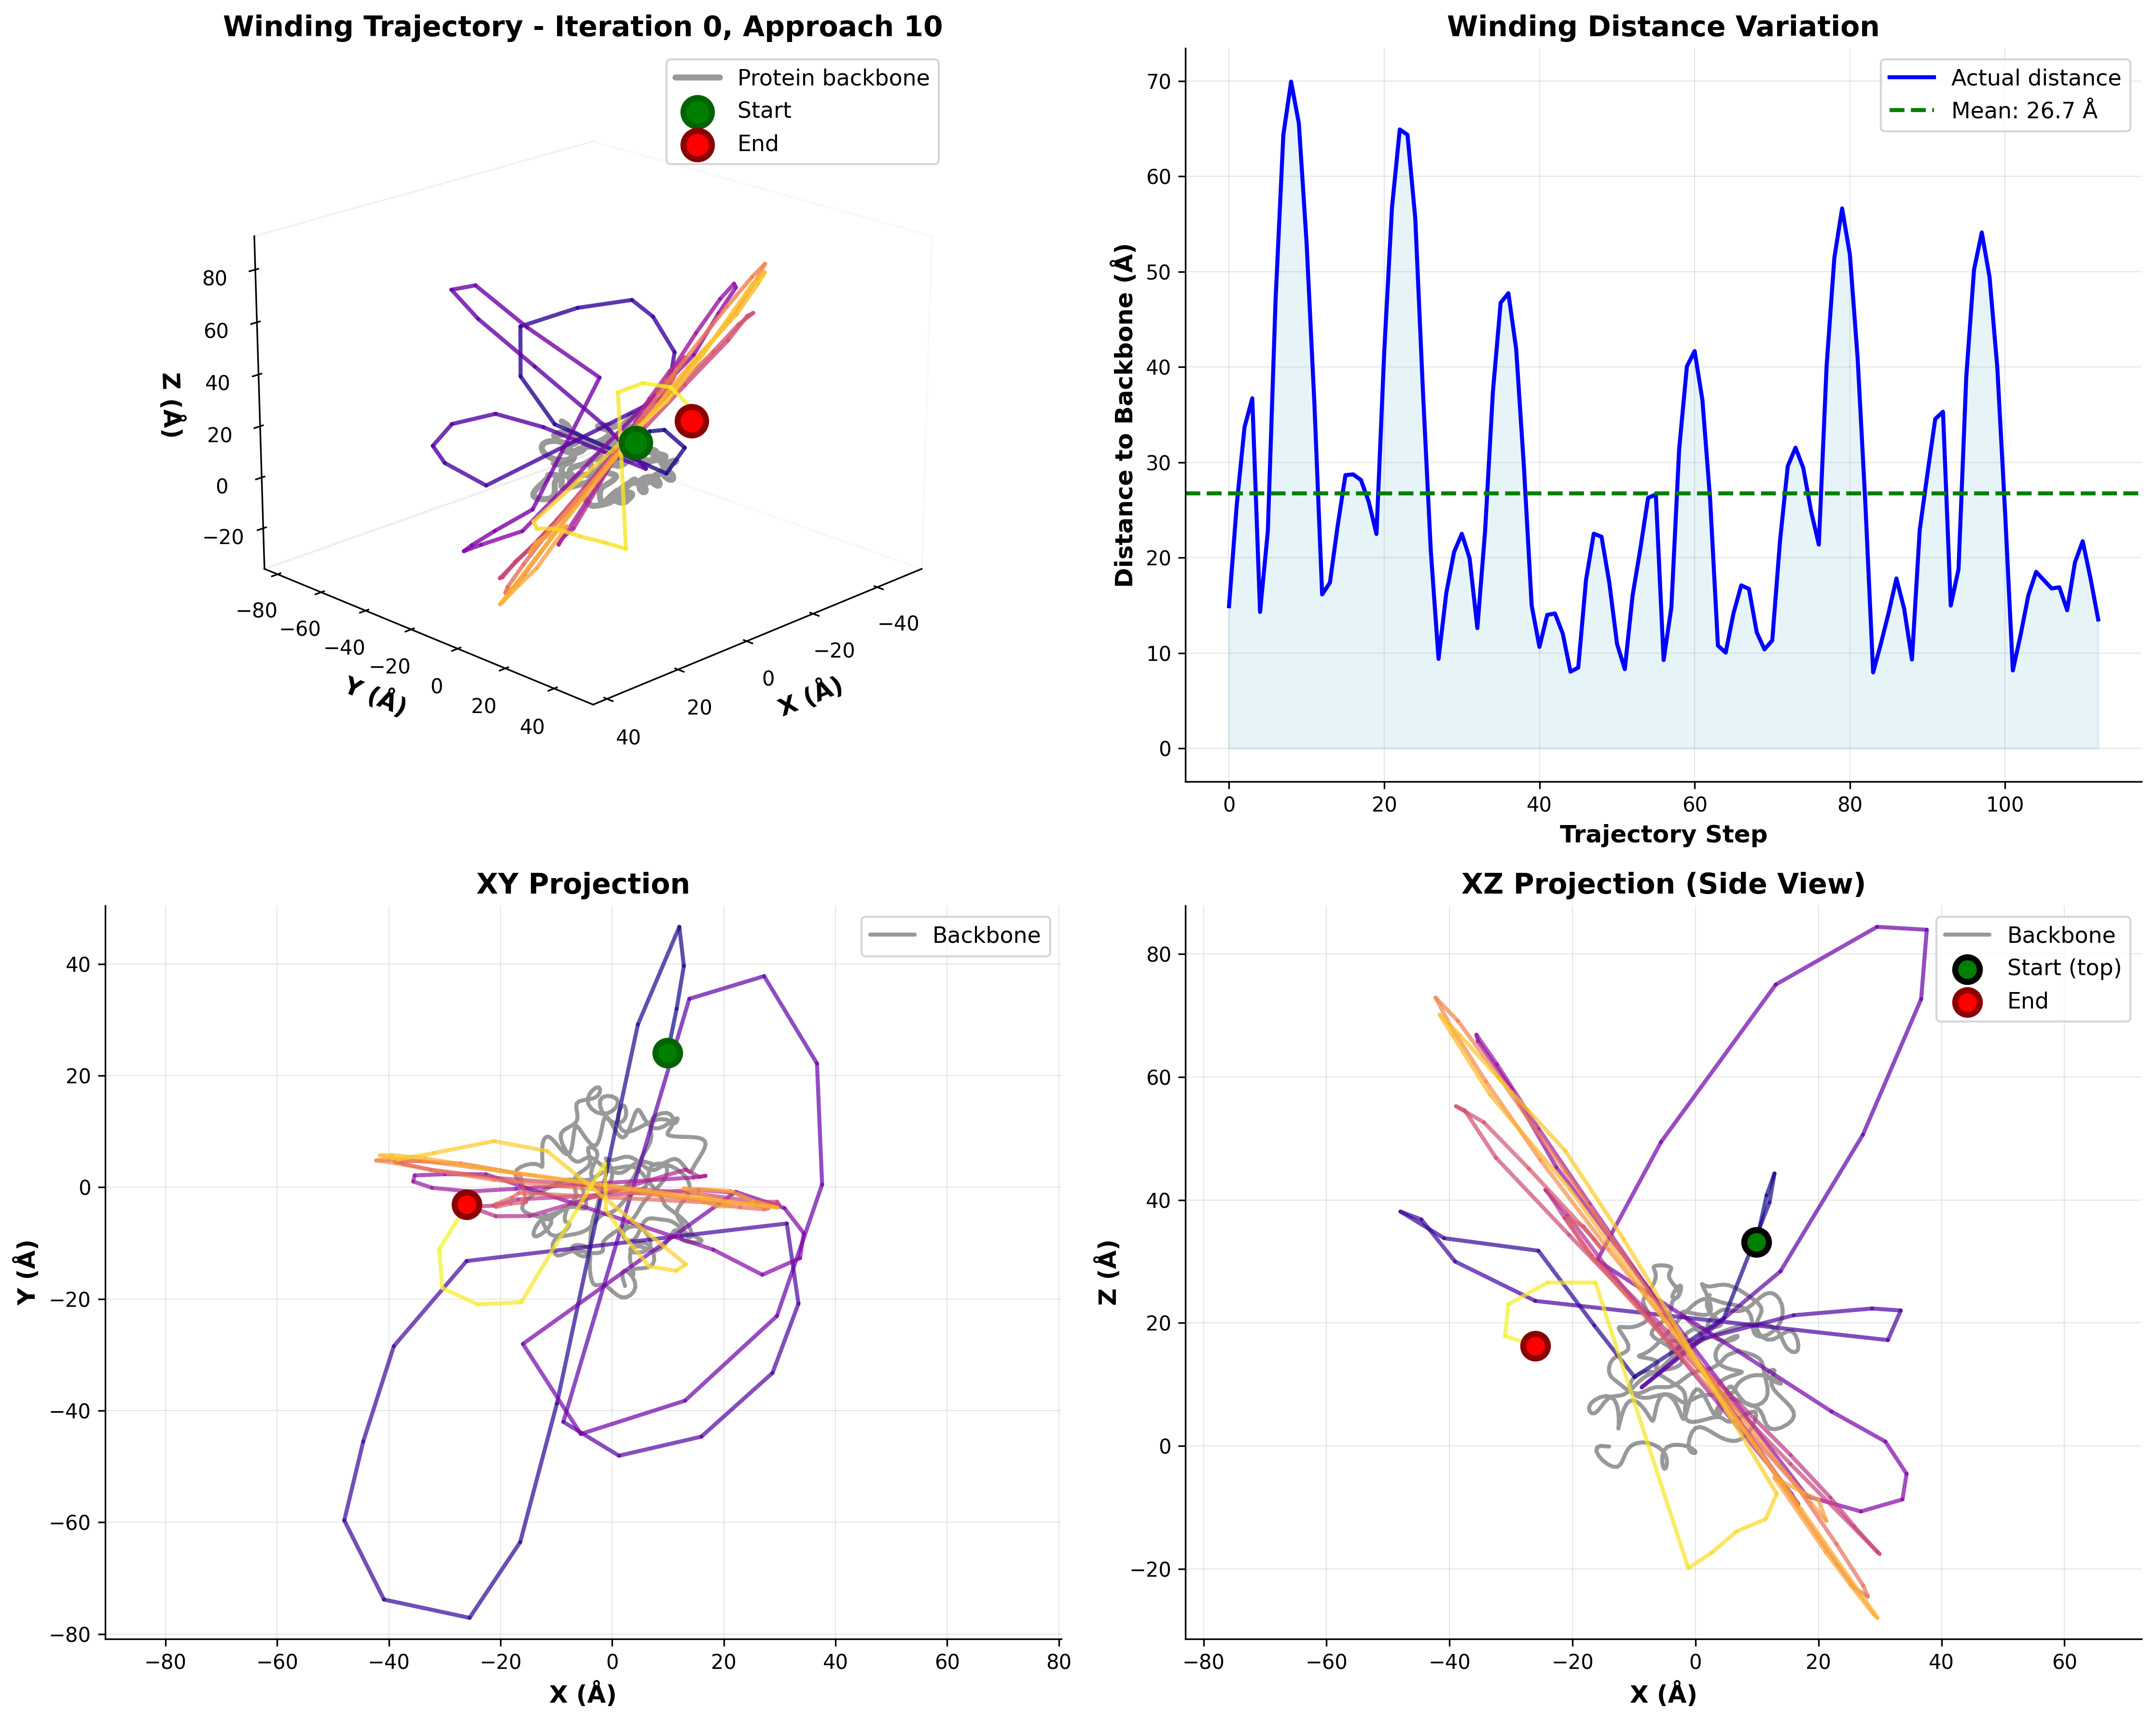 Winding Trajectory - Iteration 0, Approach 10
Protein backbone
Start
End
80
60
40
20
0
−20
Z (Å)
−80
−60
−40
−20
0
20
40
Y (Å)
40
20
0
−20
−40
X (Å)
Winding Distance Variation
Actual distance
Mean: 26.7 Å
70
60
50
40
30
20
10
0
Distance to Backbone (Å)
0 20 40 60 80 100
Trajectory Step
XY Projection
Backbone
40
20
0
−20
−40
−60
−80
Y (Å)
−80 −60 −40 −20 0 20 40 60 80
X (Å)
XZ Projection (Side View)
Backbone
Start (top)
End
80
60
40
20
0
−20
Z (Å)
−80 −60 −40 −20 0 20 40 60
X (Å)